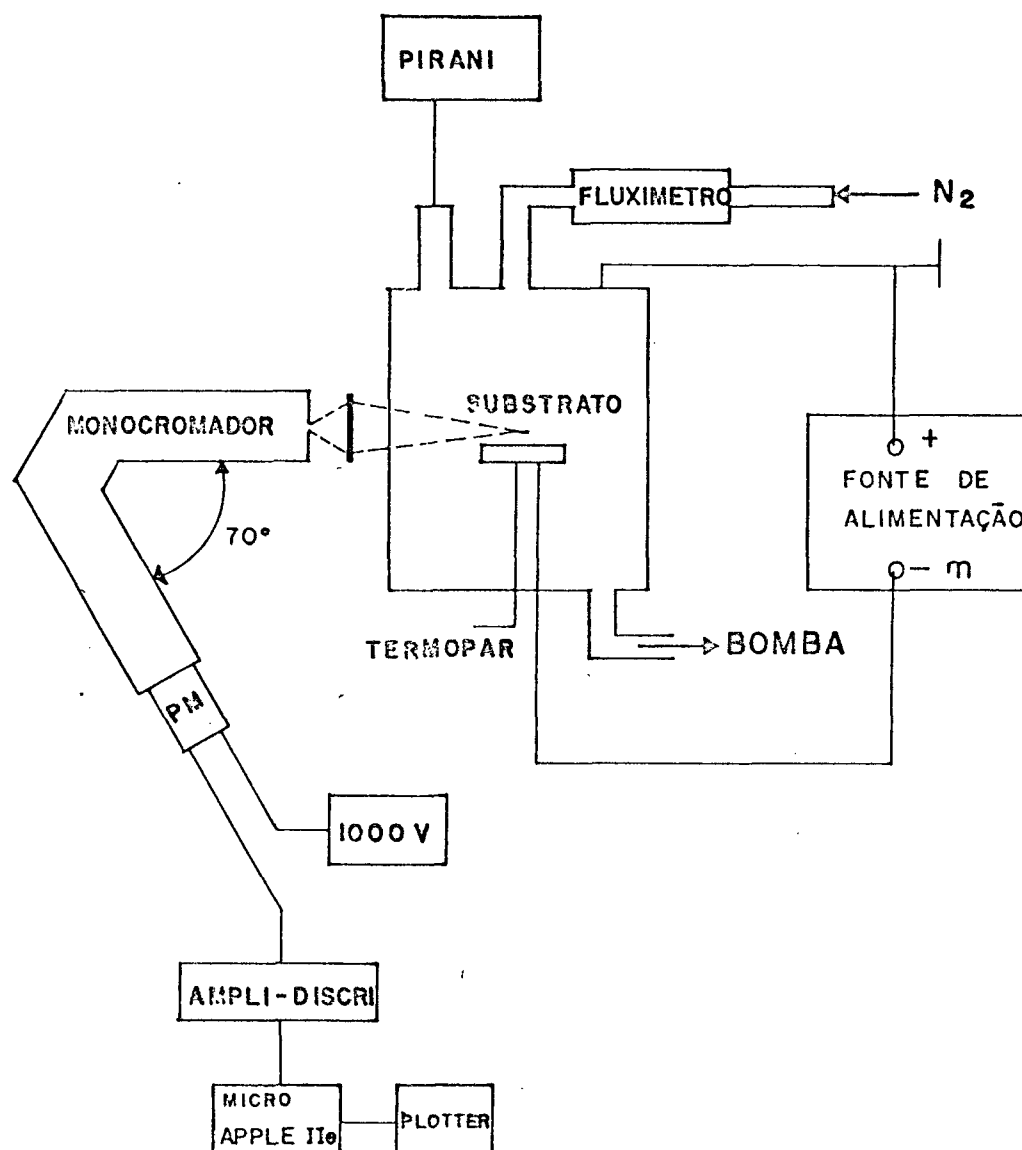 PIRANI
FLUXIMETRO
N2
SUBSTRATO
MONOCROMADOR
+
FONTE DE
ALIMENTAÇÃO
70°
- m
TERMOPAR
BOMBA
PM
1000 V
AMPLI-DISCRI
MICRO
APPLE IIe
PLOTTER